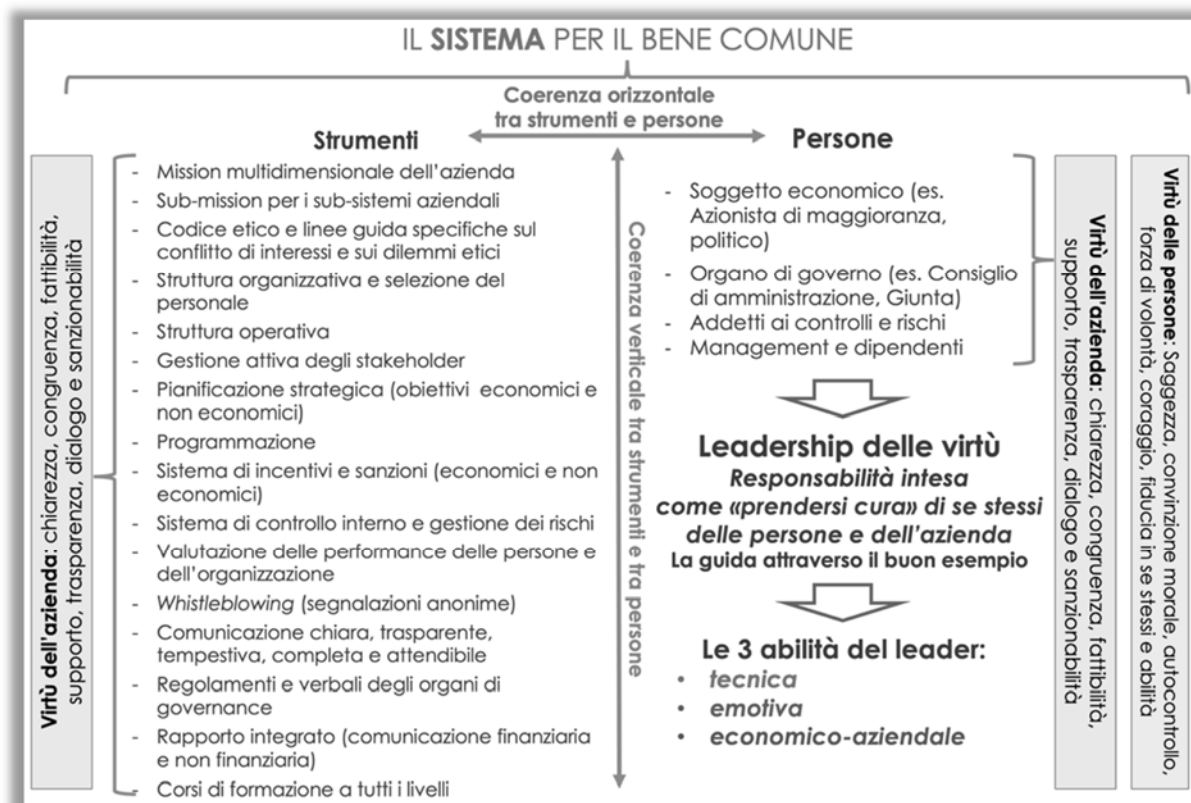 IL SISTEMA PER IL BENE COMUNE
Coerenza orizzontale
tra strumenti e persone
Virtù dell'azienda: chiarezza, congruenza, fattibilità,
supporto, trasparenza, dialogo e sanzionabilità
Strumenti
- Mission multidimensionale dell'azienda
- Sub-mission per i sub-sistemi aziendali
- Codice etico e linee guida specifiche sul
conflitto di interessi e sui dilemmi etici
- Struttura organizzativa e selezione del
personale
- Struttura operativa
- Gestione attiva degli stakeholder
- Pianificazione strategica (obiettivi economici e
non economici)
- Programmazione
- Sistema di incentivi e sanzioni (economici e non
economici)
- Sistema di controllo interno e gestione dei rischi
- Valutazione delle performance delle persone e
dell'organizzazione
- Whistleblowing (segnalazioni anonime)
- Comunicazione chiara, trasparente,
tempestiva, completa e attendibile
- Regolamenti e verbali degli organi di
governance
- Rapporto integrato (comunicazione finanziaria
e non finanziaria)
- Corsi di formazione a tutti i livelli
Coerenza verticale tra strumenti e tra persone
Persone
- Soggetto economico (es.
Azionista di maggioranza,
politico)
- Organo di governo (es. Consiglio
di amministrazione, Giunta)
- Addetti ai controlli e rischi
- Management e dipendenti
Leadership delle virtù
Responsabilità intesa
come «prendersi cura» di se stessi
delle persone e dell'azienda
La guida attraverso il buon esempio
Le 3 abilità del leader:
• tecnica
• emotiva
• economico-aziendale
Virtù dell'azienda: chiarezza, congruenza, fattibilità,
supporto, trasparenza, dialogo e sanzionabilità
Virtù delle persone: Saggezza, convinzione morale, autocontrollo,
forza di volontà, coraggio, fiducia in se stessi e abilità